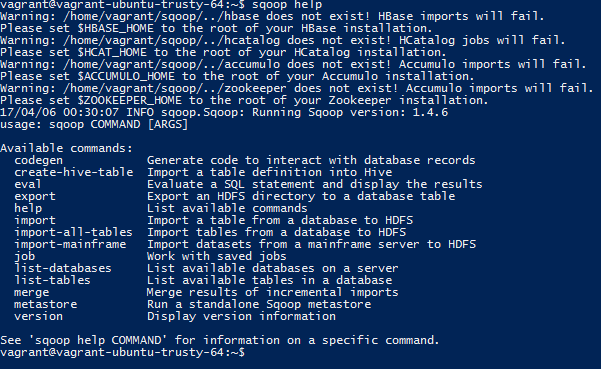 vagrant@vagrant-ubuntu-trusty-64:~$ sqoop help
Warning: /home/vagrant/sqoop/../hbase does not exist! HBase imports will fail.
Please set $HBASE_HOME to the root of your HBase installation.
Warning: /home/vagrant/sqoop/../hcatalog does not exist! HCatalog jobs will fail.
Please set $HCAT_HOME to the root of your HCatalog installation.
Warning: /home/vagrant/sqoop/../accumulo does not exist! Accumulo imports will fail.
Please set $ACCUMULO_HOME to the root of your Accumulo installation.
Warning: /home/vagrant/sqoop/../zookeeper does not exist! Accumulo imports will fail.
Please set $ZOOKEEPER_HOME to the root of your Zookeeper installation.
17/04/06 00:30:07 INFO sqoop.Sqoop: Running Sqoop version: 1.4.6
usage: sqoop COMMAND [ARGS]

Available commands:
  codegen            Generate code to interact with database records
  create-hive-table  Import a table definition into Hive
  eval               Evaluate a SQL statement and display the results
  export             Export an HDFS directory to a database table
  help               List available commands
  import             Import a table from a database to HDFS
  import-all-tables  Import tables from a database to HDFS
  import-mainframe   Import datasets from a mainframe server to HDFS
  job                Work with saved jobs
  list-databases     List available databases on a server
  list-tables        List available tables in a database
  merge              Merge results of incremental imports
  metastore          Run a standalone Sqoop metastore
  version            Display version information

See 'sqoop help COMMAND' for information on a specific command.
vagrant@vagrant-ubuntu-trusty-64:~$